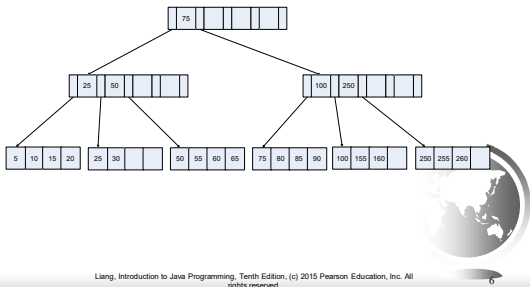 75
25 50 100 250
5 10 15 20 25 30 50 55 60 65 75 80 85 90 100 155 160 250 255 260
Liang, Introduction to Java Programming, Tenth Edition, (c) 2015 Pearson Education, Inc. All
rights reserved.
6